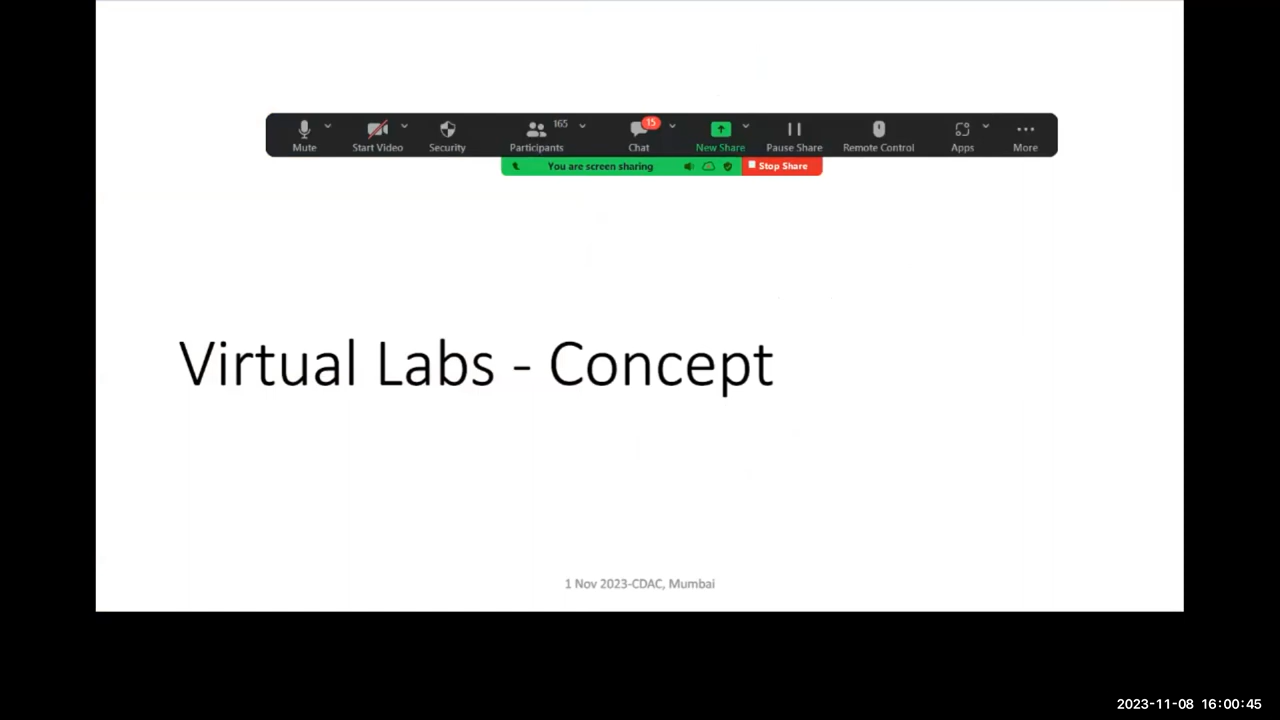 165 15
Mute Start Video Security Participants Chat New Share Pause Share Remote Control Apps More
You are screen sharing Stop Share
Virtual Labs - Concept
1 Nov 2023-CDAC, Mumbai
2023-11-08 16:00:45